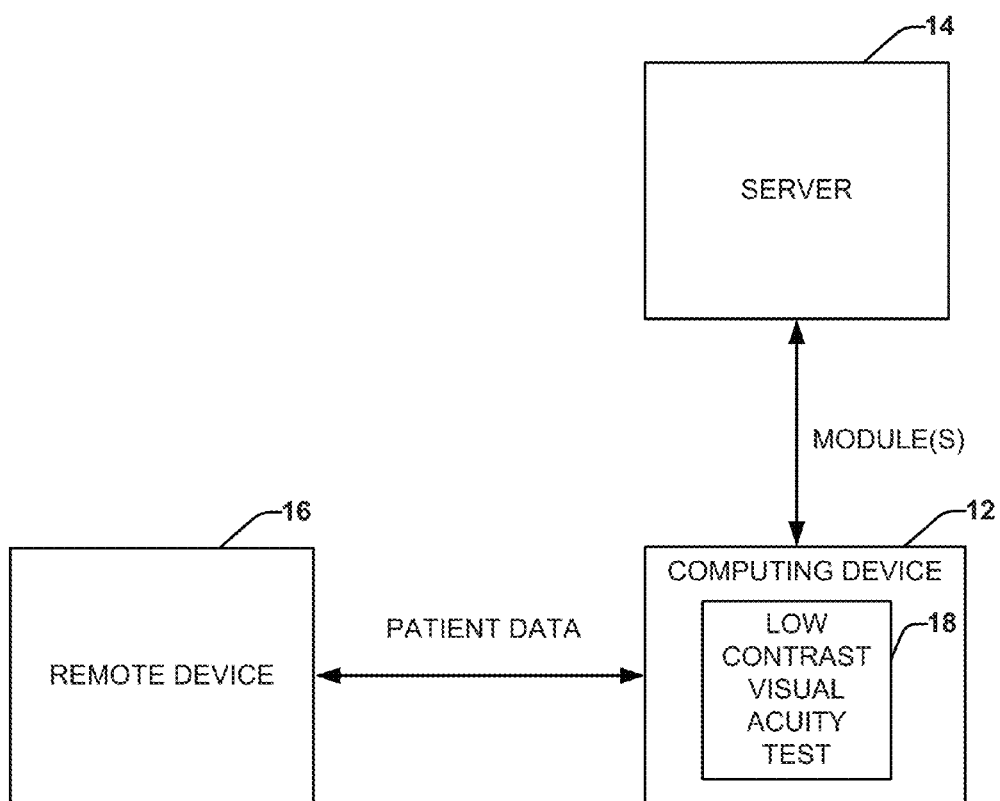 14
SERVER
MODULE(S)
16
12
REMOTE DEVICE
PATIENT DATA
COMPUTING DEVICE
LOW
CONTRAST
VISUAL
ACUITY
TEST
18